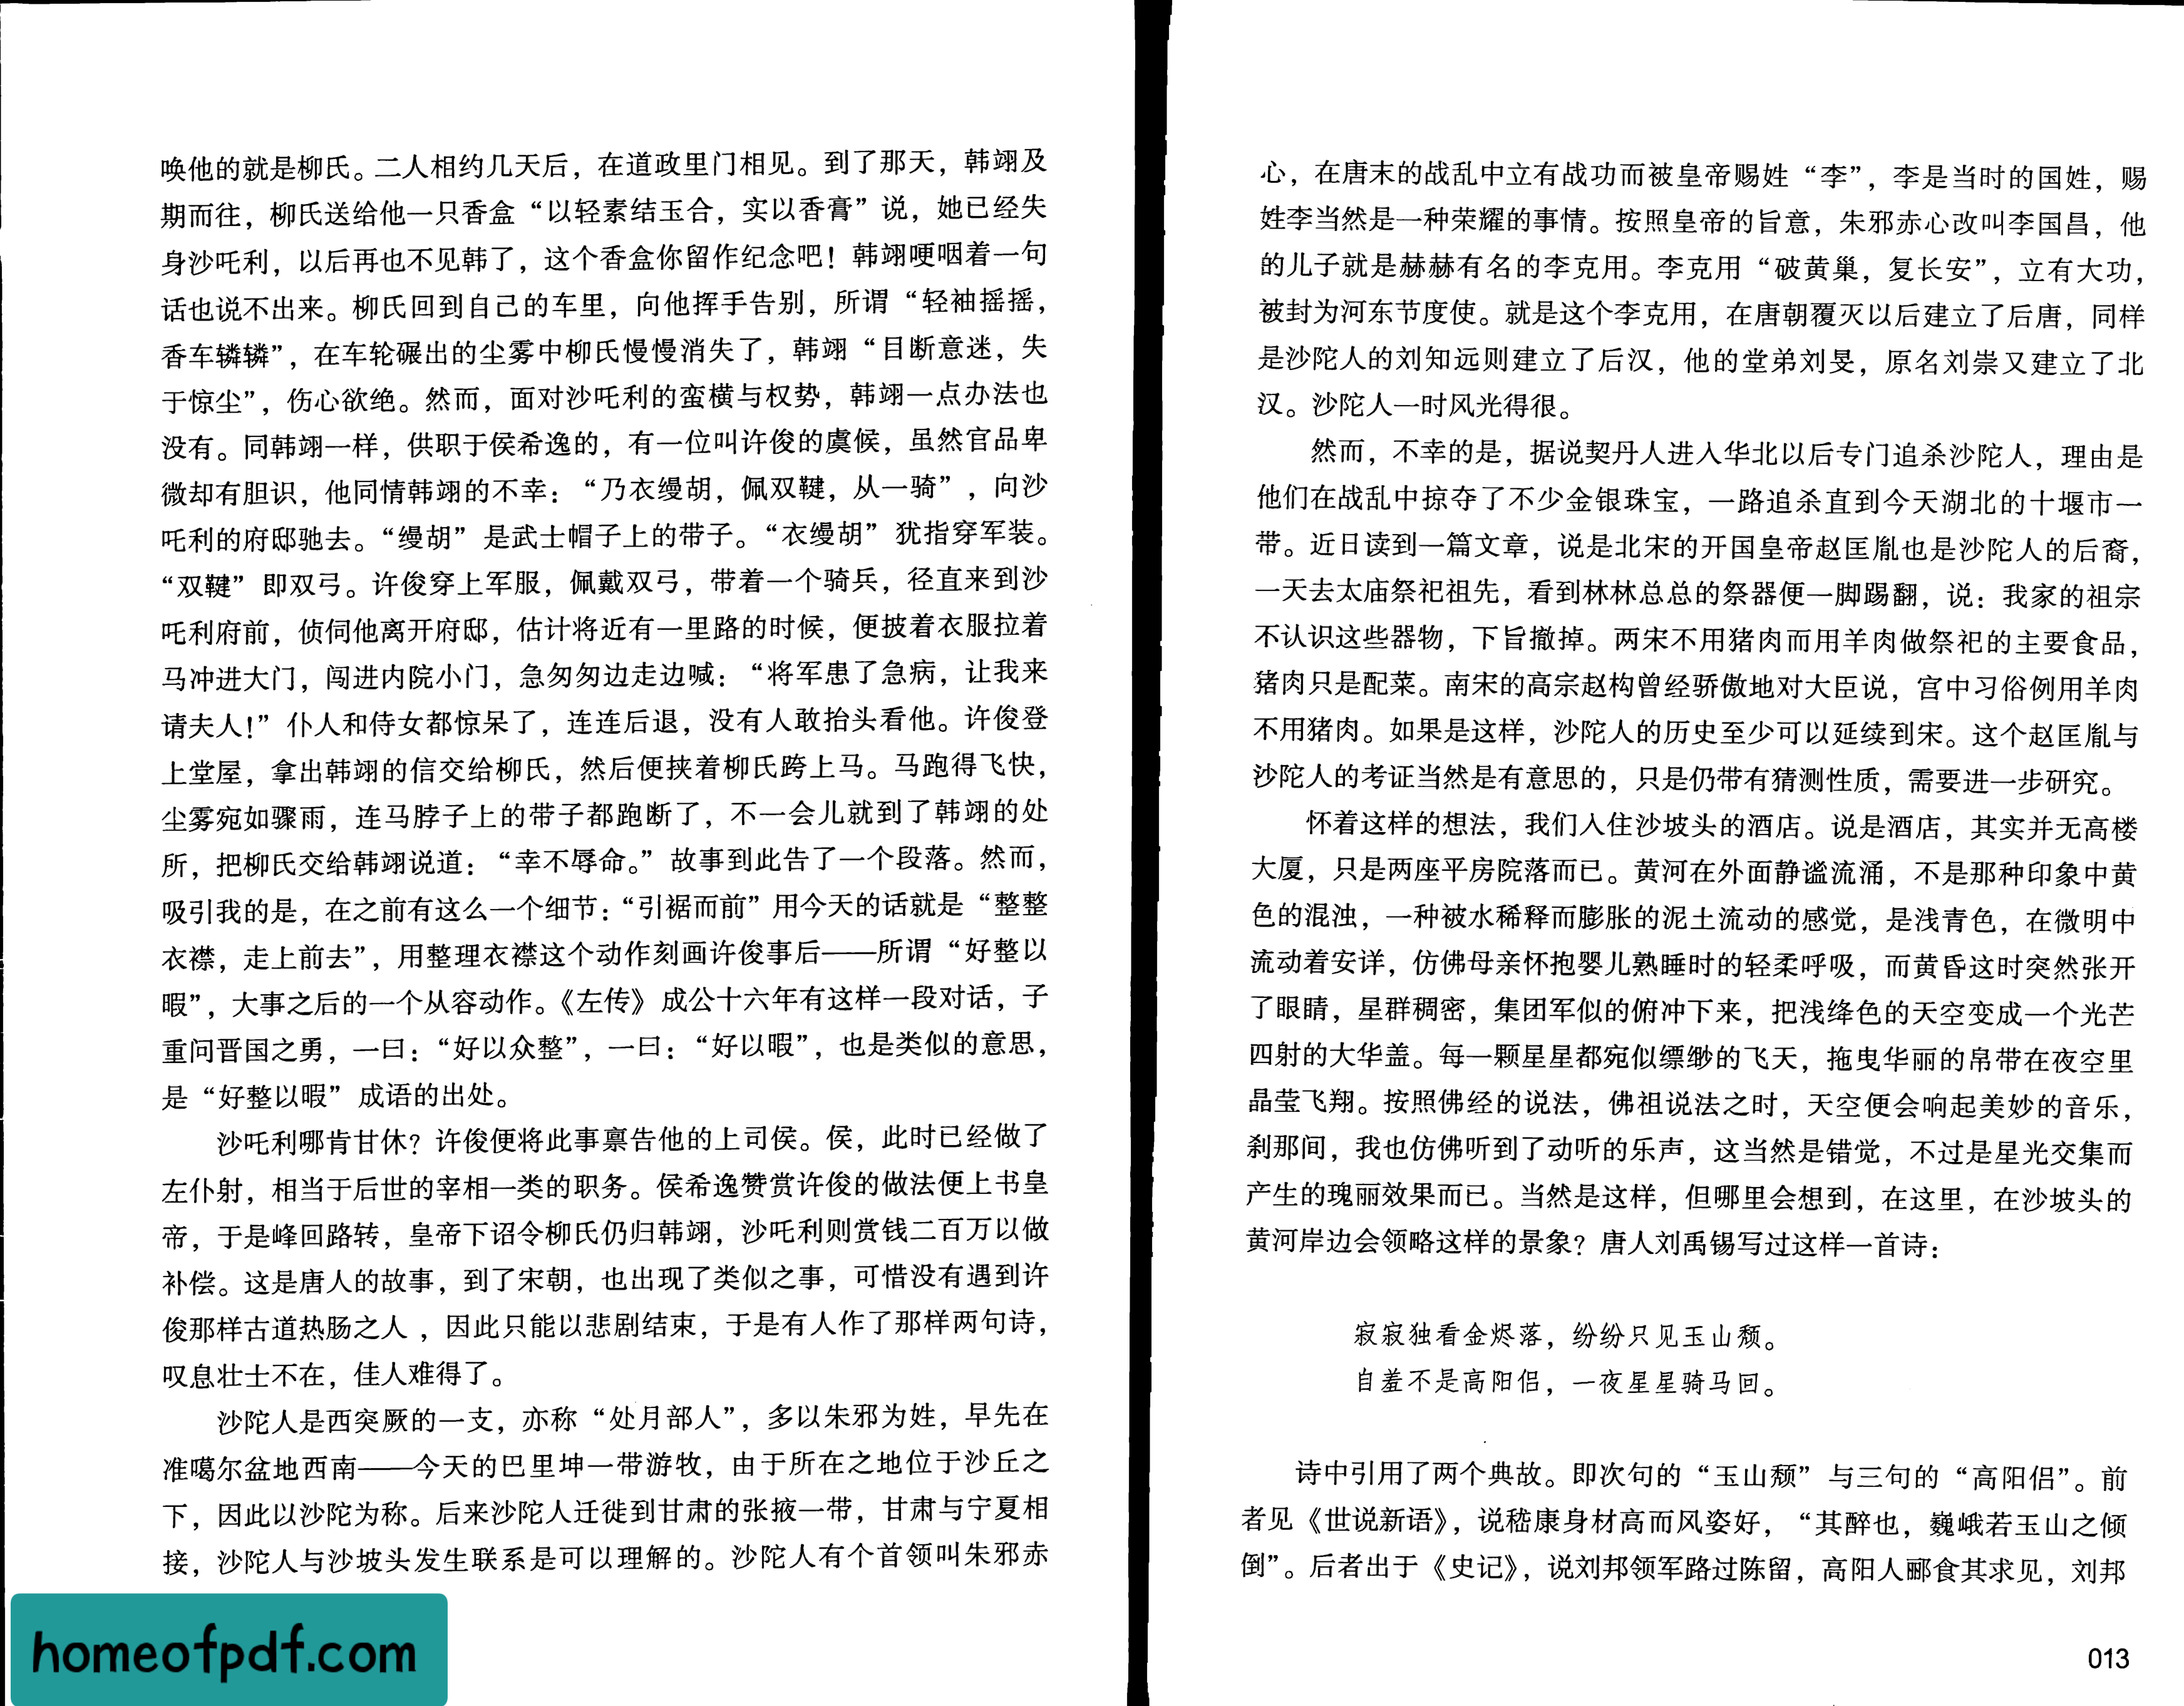 唤他的就是柳氏。二人相约几天后，在道政里门相见。到了那天，韩翊及
期而往，柳氏送给他一只香盒“以轻素结玉合，实以香膏”说，她已经失
身沙吒利，以后再也不见韩了，这个香盒你留作纪念吧！韩翊哽咽着一句
话也说不出来。柳氏回到自己的车里，向他挥手告别，所谓“轻袖摇摇，
香车辚辚”，在车轮碾出的尘雾中柳氏慢慢消失了，韩翊“目断意迷，失
于惊尘”，伤心欲绝。然而，面对沙吒利的蛮横与权势，韩翊一点办法也
没有。同韩翊一样，供职于侯希逸的，有一位叫许俊的虞候，虽然官品卑
微却有胆识，他同情韩翊的不幸：“乃衣缦胡，佩双鞬，从一骑”，向沙
吒利的府邸驰去。“缦胡”是武士帽子上的带子。“衣缦胡”犹指穿军装。
“双鞬”即双弓。许俊穿上军服，佩戴双弓，带着一个骑兵，径直来到沙
吒利府前，侦伺他离开府邸，估计将近有一里路的时候，便披着衣服拉着
马冲进大门，闯进内院小门，急匆匆边走边喊：“将军患了急病，让我来
请夫人！”仆人和侍女都惊呆了，连连后退，没有人敢抬头看他。许俊登
上堂屋，拿出韩翊的信交给柳氏，然后便挟着柳氏跨上马。马跑得飞快，
尘雾宛如骤雨，连马脖子上的带子都跑断了，不一会儿就到了韩翊的处
所，把柳氏交给韩翊说道：“幸不辱命。”故事到此告了一个段落。然而，
吸引我的是，在之前有这么一个细节：“引裾而前”用今天的话就是“整整
衣襟，走上前去”，用整理衣襟这个动作刻画许俊事后——所谓“好整以
暇”，大事之后的一个从容动作。《左传》成公十六年有这样一段对话，子
重问晋国之勇，一曰：“好以众整”，一曰：“好以暇”，也是类似的意思，
是“好整以暇”成语的出处。
沙吒利哪肯甘休？许俊便将此事禀告他的上司侯。侯，此时已经做了
左仆射，相当于后世的宰相一类的职务。侯希逸赞赏许俊的做法便上书皇
帝，于是峰回路转，皇帝下诏令柳氏仍归韩翊，沙吒利则赏钱二百万以做
补偿。这是唐人的故事，到了宋朝，也出现了类似之事，可惜没有遇到许
俊那样古道热肠之人，因此只能以悲剧结束，于是有人作了那样两句诗，
叹息壮士不在，佳人难得了。
沙陀人是西突厥的一支，亦称“处月部人”，多以朱邪为姓，早先在
准噶尔盆地西南——今天的巴里坤一带游牧，由于所在之地位于沙丘之
下，因此以沙陀为称。后来沙陀人迁徙到甘肃的张掖一带，甘肃与宁夏相
接，沙陀人与沙坡头发生联系是可以理解的。沙陀人有个首领叫朱邪赤
心，在唐末的战乱中立有战功而被皇帝赐姓“李”，李是当时的国姓，赐
姓李当然是一种荣耀的事情。按照皇帝的旨意，朱邪赤心改叫李国昌，他
的儿子就是赫赫有名的李克用。李克用“破黄巢，复长安”，立有大功，
被封为河东节度使。就是这个李克用，在唐朝覆灭以后建立了后唐，同样
是沙陀人的刘知远则建立了后汉，他的堂弟刘旻，原名刘崇又建立了北
汉。沙陀人一时风光得很。
然而，不幸的是，据说契丹人进入华北以后专门追杀沙陀人，理由是
他们在战乱中掠夺了不少金银珠宝，一路追杀直到今天湖北的十堰市一
带。近日读到一篇文章，说是北宋的开国皇帝赵匡胤也是沙陀人的后裔，
一天去太庙祭祀祖先，看到林林总总的祭器便一脚踢翻，说：我家的祖宗
不认识这些器物，下旨撤掉。两宋不用猪肉而用羊肉做祭祀的主要食品，
猪肉只是配菜。南宋的高宗赵构曾经骄傲地对大臣说，宫中习俗例用羊肉
不用猪肉。如果是这样，沙陀人的历史至少可以延续到宋。这个赵匡胤与
沙陀人的考证当然是有意思的，只是仍带有猜测性质，需要进一步研究。
怀着这样的想法，我们入住沙坡头的酒店。说是酒店，其实并无高楼
大厦，只是两座平房院落而已。黄河在外面静谧流涌，不是那种印象中黄
色的混浊，一种被水稀释而膨胀的泥土流动的感觉，是浅青色，在微明中
流动着安详，仿佛母亲怀抱婴儿熟睡时的轻柔呼吸，而黄昏这时突然张开
了眼睛，星群稠密，集团军似的俯冲下来，把浅绛色的天空变成一个光芒
四射的大华盖。每一颗星星都宛似缥缈的飞天，拖曳华丽的帛带在夜空里
晶莹飞翔。按照佛经的说法，佛祖说法之时，天空便会响起美妙的音乐，
刹那间，我也仿佛听到了动听的乐声，这当然是错觉，不过是星光交集而
产生的瑰丽效果而已。当然是这样，但哪里会想到，在这里，在沙坡头的
黄河岸边会领略这样的景象？唐人刘禹锡写过这样一首诗：
寂寂独看金烬落，纷纷只见玉山颓。
自羞不是高阳侣，一夜星星骑马回。
诗中引用了两个典故。即次句的“玉山颓”与三句的“高阳侣”。前
者见《世说新语》，说嵇康身材高而风姿好，“其醉也，巍峨若玉山之倾
倒”。后者出于《史记》，说刘邦领军路过陈留，高阳人郦食其求见，刘邦
013
homeofpdf.com